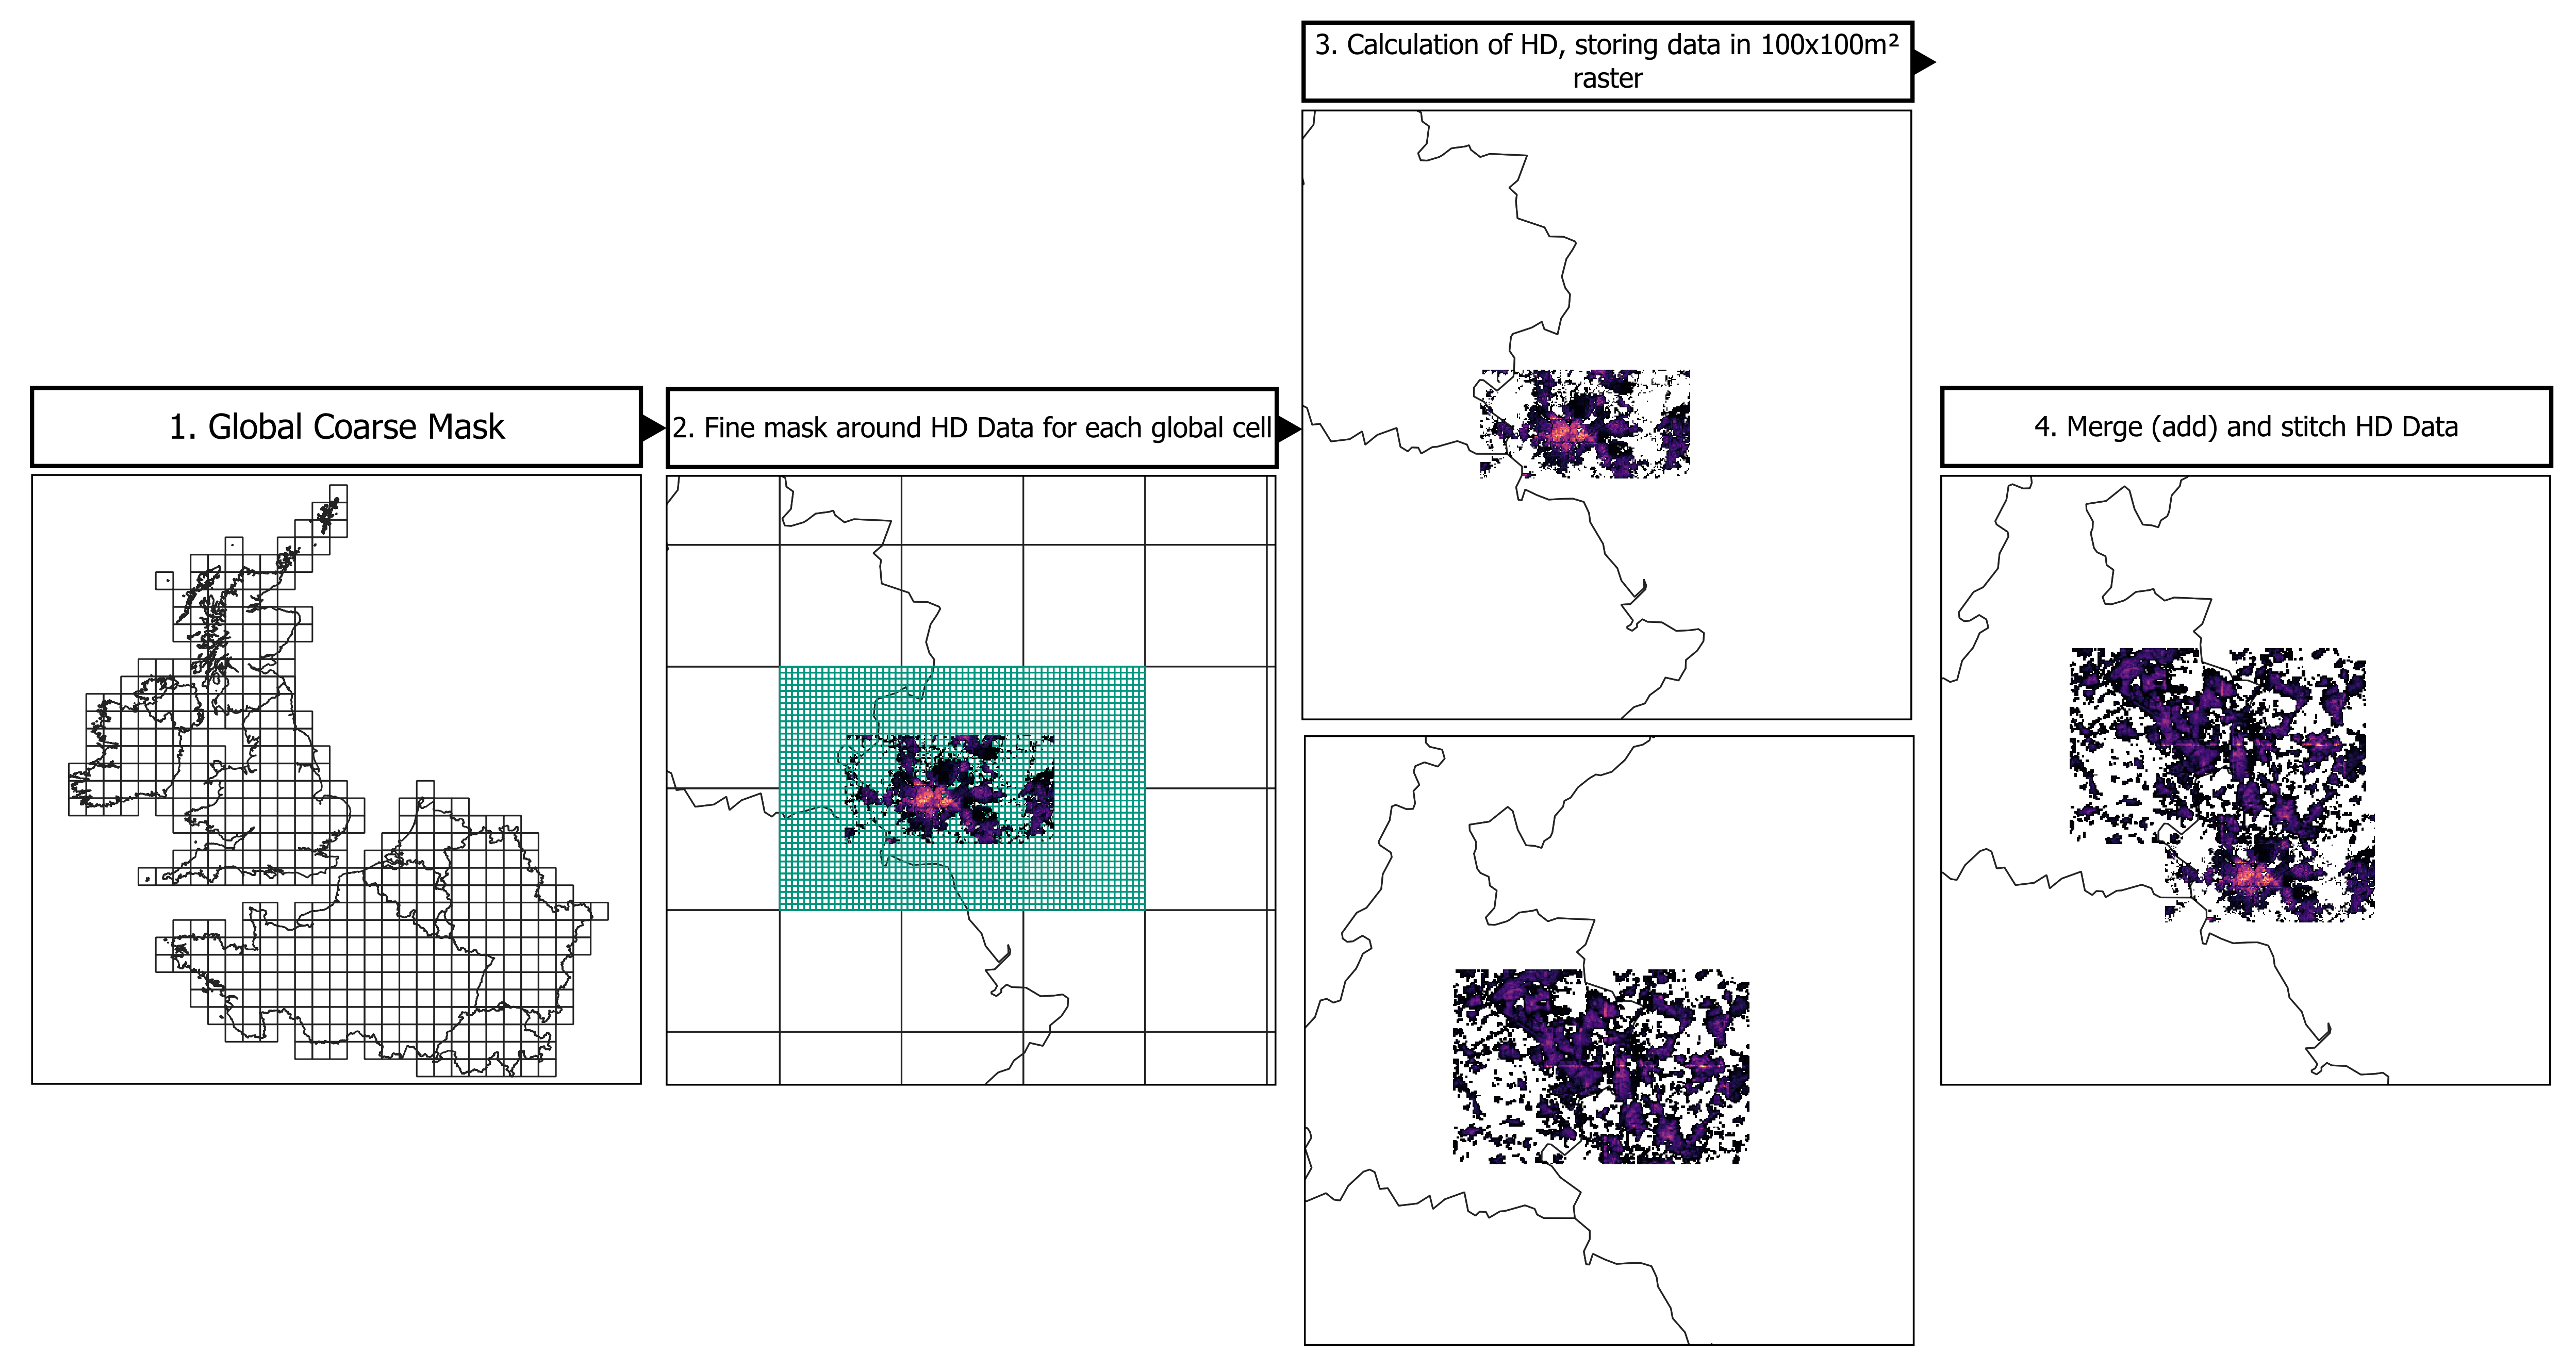 1. Global Coarse Mask
2. Fine mask around HD Data for each global cell
3. Calculation of HD, storing data in 100x100m²
raster
4. Merge (add) and stitch HD Data